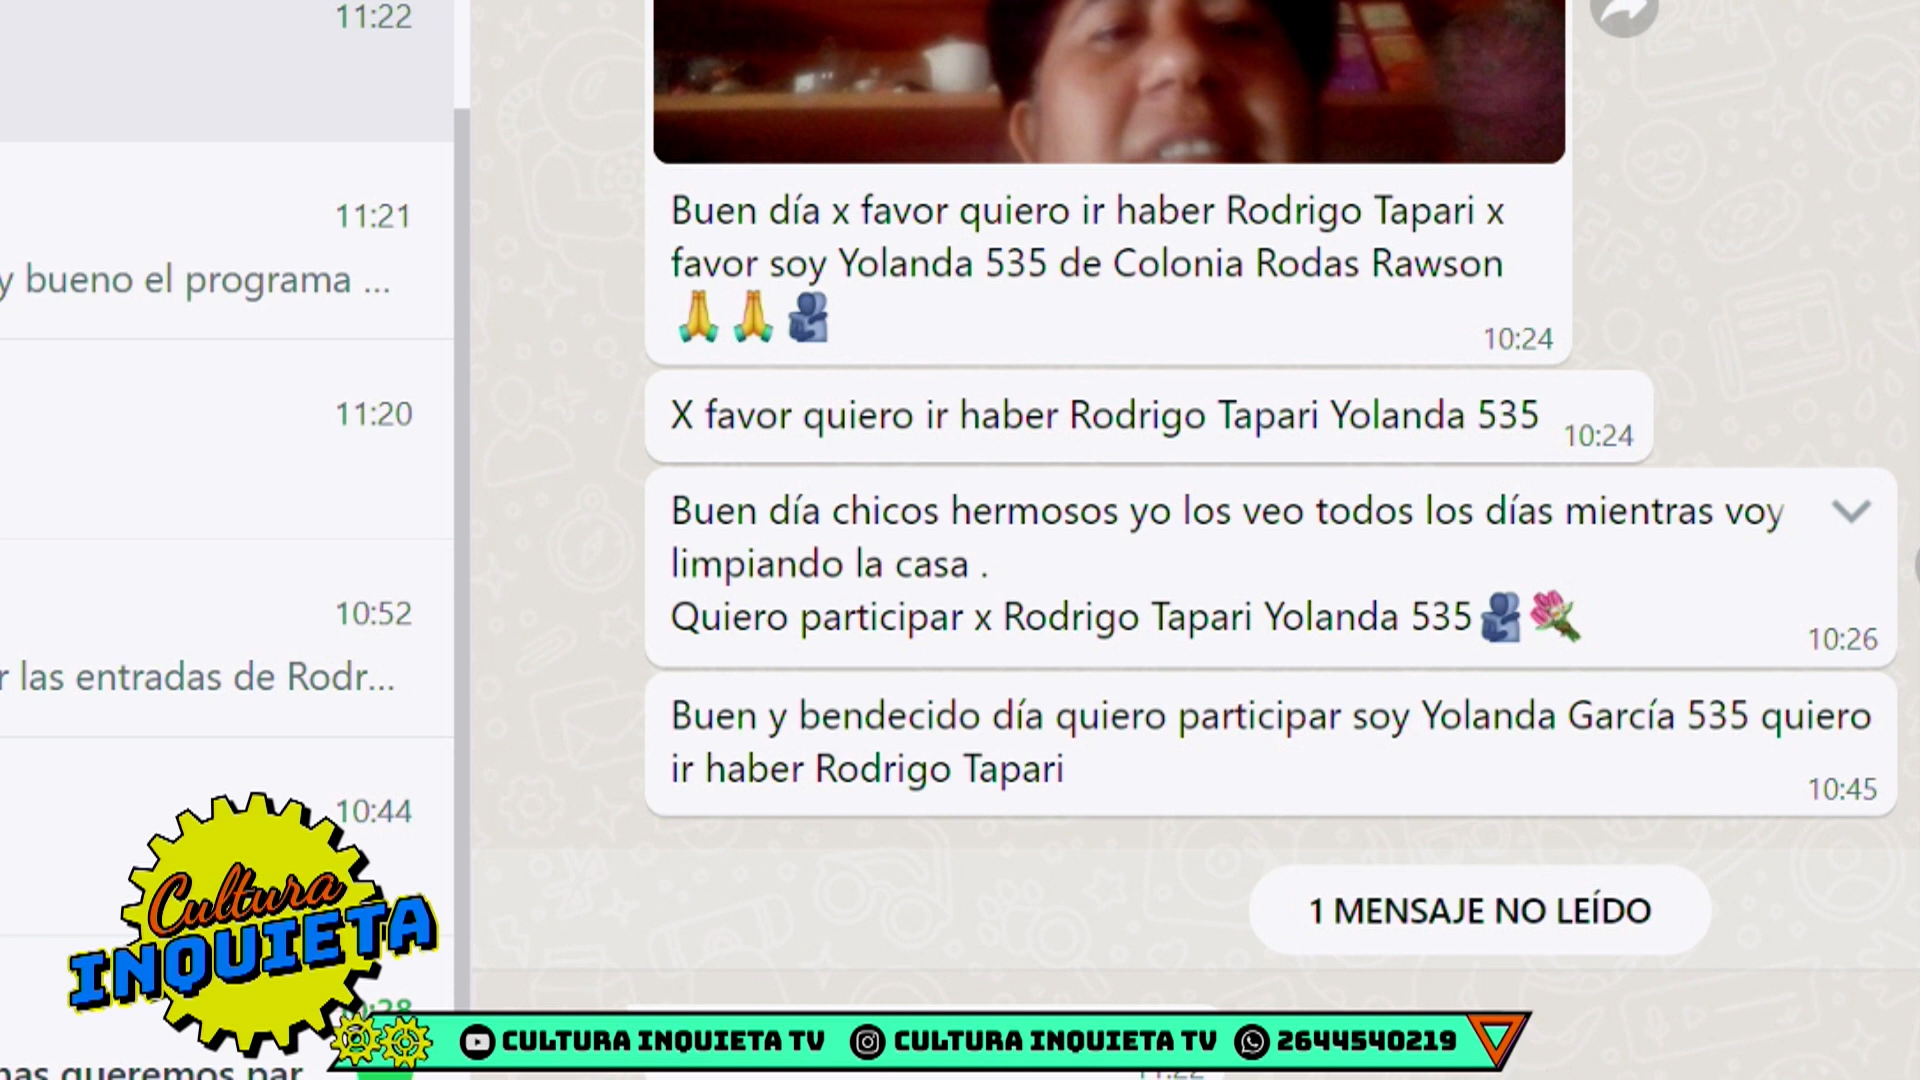 11:22
11:21
y bueno el programa ...
11:20
10:52
r las entradas de Rodr...
10:44
Buen día x favor quiero ir haber Rodrigo Tapari x
favor soy Yolanda 535 de Colonia Rodas Rawson
10:24
X favor quiero ir haber Rodrigo Tapari Yolanda 535
10:24
Buen día chicos hermosos yo los veo todos los días mientras voy
limpiando la casa .
Quiero participar x Rodrigo Tapari Yolanda 535
10:26
Buen y bendecido día quiero participar soy Yolanda García 535 quiero
ir haber Rodrigo Tapari
10:45
1 MENSAJE NO LEÍDO
Cultura
INQUIETA
CULTURA INQUIETA TV CULTURA INQUIETA TV 2644540219
queremos